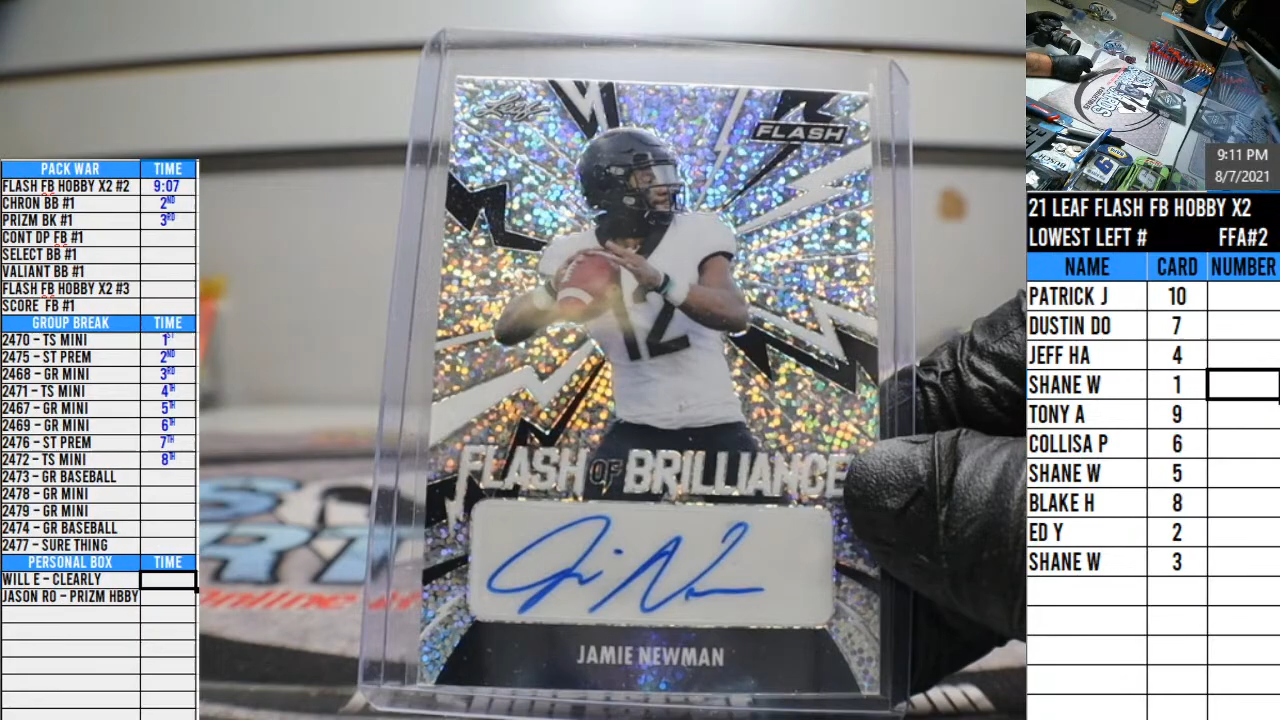 PACK WAR TIME
FLASH FB HOBBY X2 #2 9:07
CHRON BB #1 2ND
PRIZM BK #1 3RD
CONT DP FB #1
SELECT BB #1
VALIANT BB #1
FLASH FB HOBBY X2 #3
SCORE FB #1
GROUP BREAK TIME
2470 – TS MINI 1ST
2475 – ST PREM 2ND
2468 – GR MINI 3RD
2471 – TS MINI 4TH
2467 – GR MINI 5TH
2469 – GR MINI 6TH
2476 – ST PREM 7TH
2472 – TS MINI 8TH
2473 – GR BASEBALL
2478 – GR MINI
2479 – GR MINI
2474 – GR BASEBALL
2477 – SURE THING
PERSONAL BOX TIME
WILL E – CLEARLY
JASON RO – PRIZM HBBY
Leaf
FLASH
12
FLASH OF BRILLIANCE
JAMIE NEWMAN
9:11 PM
8/7/2021
21 LEAF FLASH FB HOBBY X2
LOWEST LEFT # FFA#2
NAME CARD NUMBER
PATRICK J 10
DUSTIN DO 7
JEFF HA 4
SHANE W 1
TONY A 9
COLLISA P 6
SHANE W 5
BLAKE H 8
ED Y 2
SHANE W 3